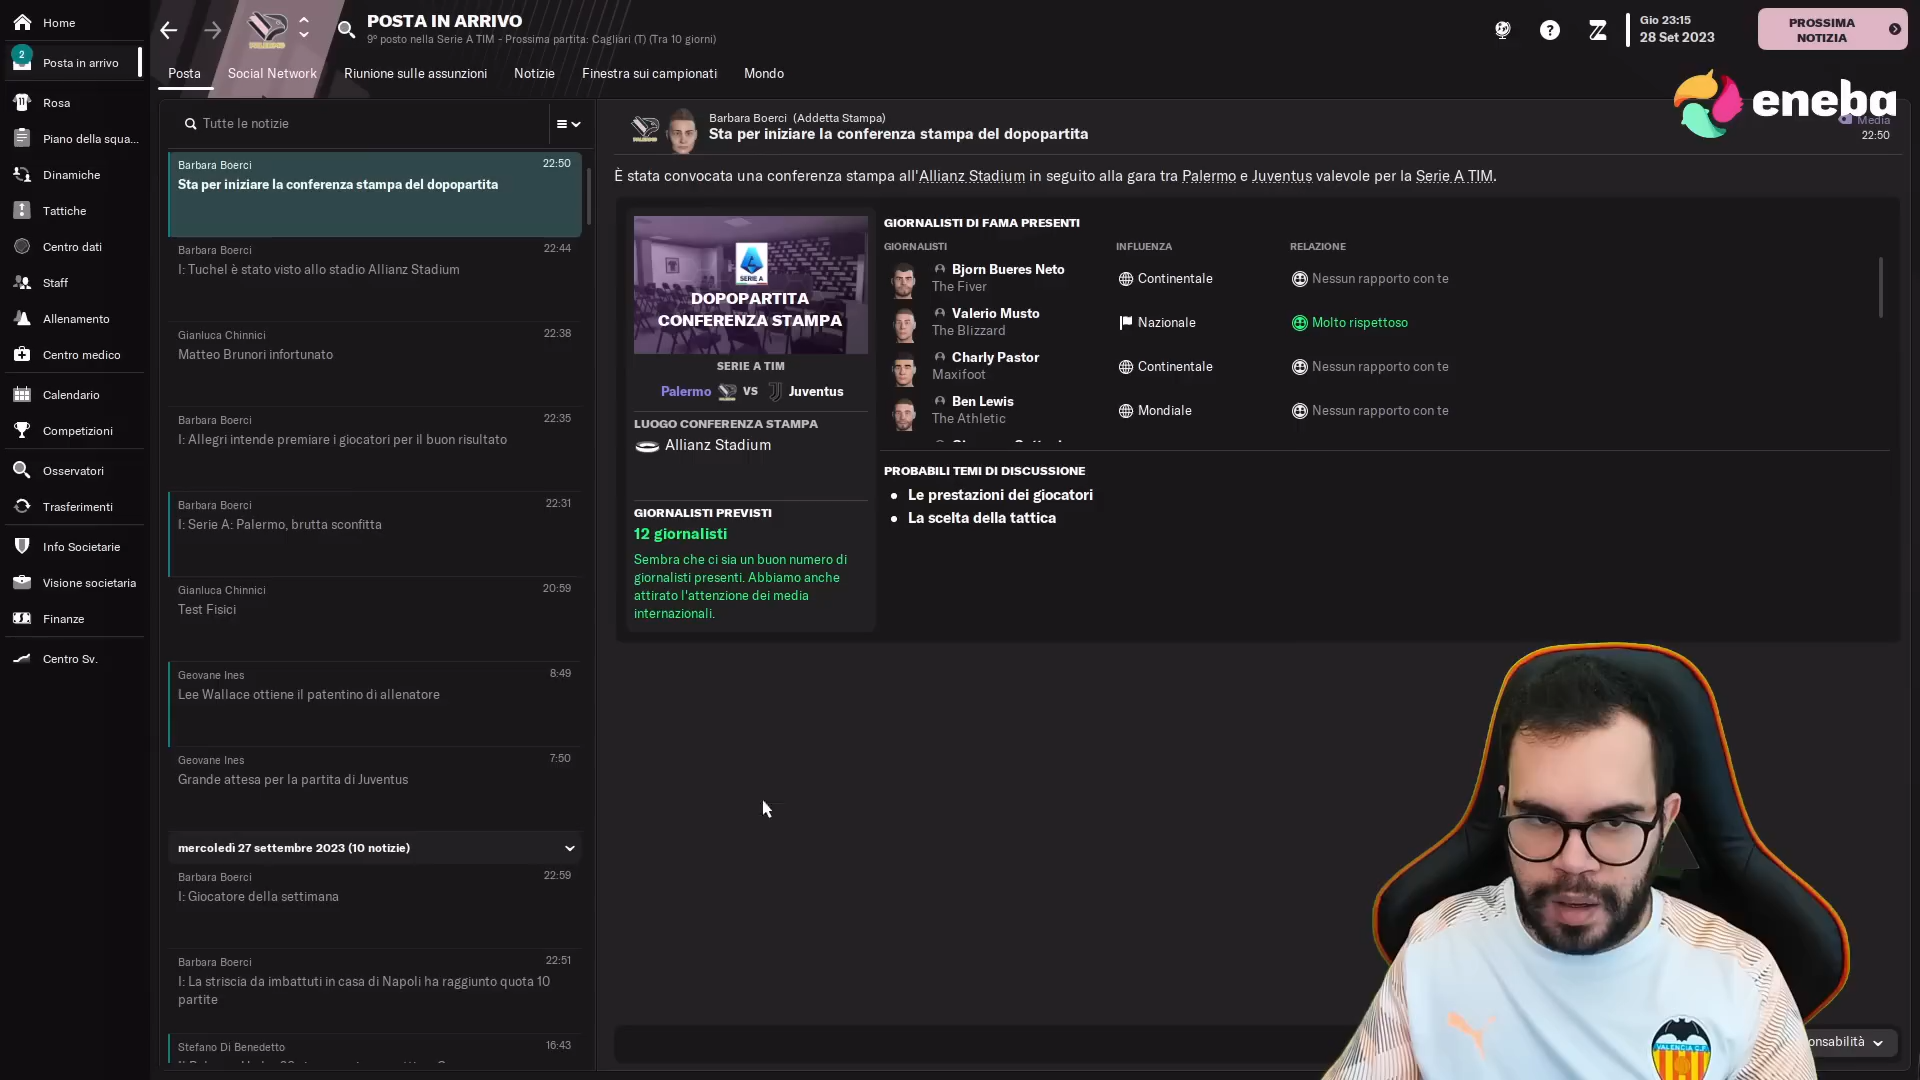 Home
2
Posta in arrivo
Rosa
Piano della squa...
Dinamiche
Tattiche
Centro dati
Staff
Allenamento
Centro medico
Calendario
Competizioni
Osservatori
Trasferimenti
Info Societarie
Visione societaria
Finanze
Centro Sv.
PALERMO
POSTA IN ARRIVO
9° posto nella Serie A TIM - Prossima partita: Cagliari (T) (Tra 10 giorni)
Gio 23:15
28 Set 2023
PROSSIMA
NOTIZIA
Posta
Social Network
Riunione sulle assunzioni
Notizie
Finestra sui campionati
Mondo
eneba
Tutte le notizie
Barbara Boerci 22:50
Sta per iniziare la conferenza stampa del dopopartita
Barbara Boerci 22:44
I: Tuchel è stato visto allo stadio Allianz Stadium
Gianluca Chinnici 22:38
Matteo Brunori infortunato
Barbara Boerci 22:35
I: Allegri intende premiare i giocatori per il buon risultato
Barbara Boerci 22:31
I: Serie A: Palermo, brutta sconfitta
Gianluca Chinnici 20:59
Test Fisici
Geovane Ines 8:49
Lee Wallace ottiene il patentino di allenatore
Geovane Ines 7:50
Grande attesa per la partita di Juventus
mercoledì 27 settembre 2023 (10 notizie)
Barbara Boerci 22:59
I: Giocatore della settimana
Barbara Boerci 22:51
I: La striscia da imbattuti in casa di Napoli ha raggiunto quota 10
partite
Stefano Di Benedetto 16:43
Barbara Boerci (Addetta Stampa)
Sta per iniziare la conferenza stampa del dopopartita
Media
22:50
È stata convocata una conferenza stampa all'Allianz Stadium in seguito alla gara tra Palermo e Juventus valevole per la Serie A TIM.
SERIE A
DOPOPARTITA
CONFERENZA STAMPA
SERIE A TIM
Palermo VS Juventus
LUOGO CONFERENZA STAMPA
Allianz Stadium
GIORNALISTI PREVISTI
12 giornalisti
Sembra che ci sia un buon numero di
giornalisti presenti. Abbiamo anche
attirato l'attenzione dei media
internazionali.
GIORNALISTI DI FAMA PRESENTI
GIORNALISTI INFLUENZA RELAZIONE
Bjorn Bueres Neto
The Fiver
Continentale
Nessun rapporto con te
Valerio Musto
The Blizzard
Nazionale
Molto rispettoso
Charly Pastor
Maxifoot
Continentale
Nessun rapporto con te
Ben Lewis
The Athletic
Mondiale
Nessun rapporto con te
PROBABILI TEMI DI DISCUSSIONE
• Le prestazioni dei giocatori
• La scelta della tattica
onsabilità
VALENCIA C.F